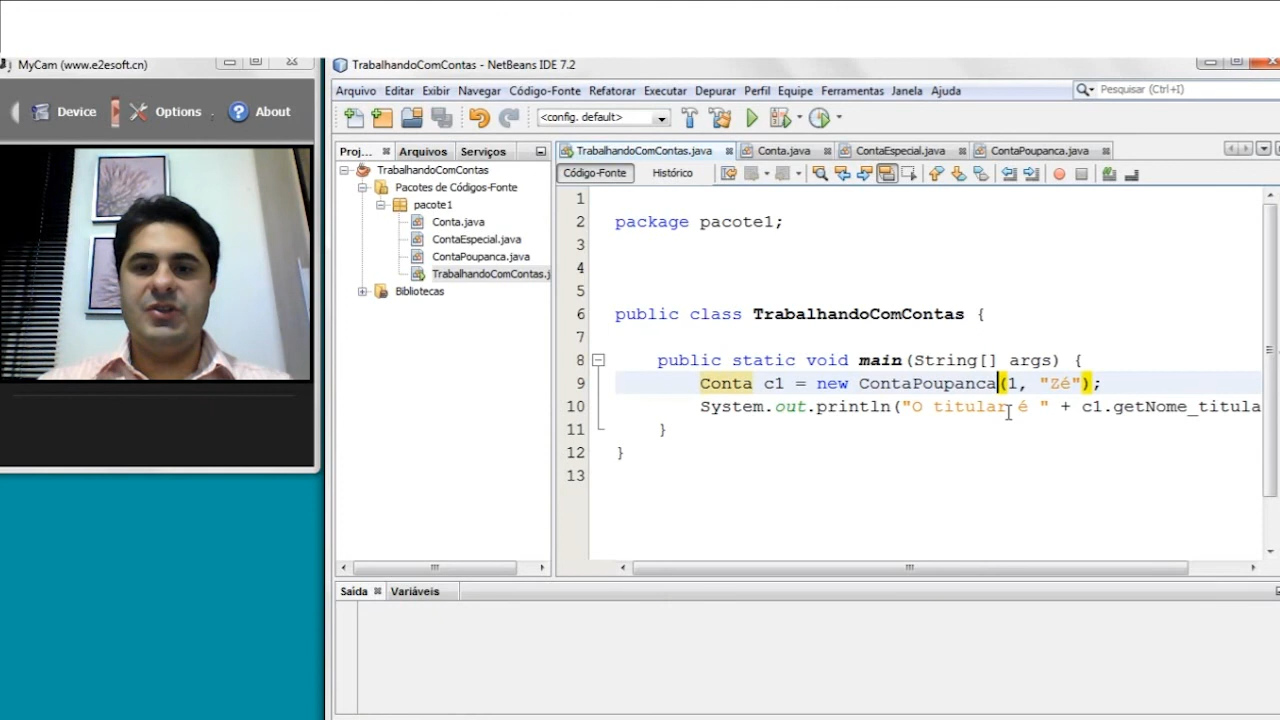 MyCam (www.e2esoft.cn)
Device
Options
About
TrabalhandoComContas - NetBeans IDE 7.2
Arquivo Editar Exibir Navegar Código-Fonte Refatorar Executar Depurar Perfil Equipe Ferramentas Janela Ajuda
Pesquisar (Ctrl+I)
<config. default>
Proj... Arquivos Serviços
TrabalhandoComContas.java Conta.java ContaEspecial.java ContaPoupanca.java
Código-Fonte Histórico
TrabalhandoComContas
Pacotes de Códigos-Fonte
pacote1
Conta.java
ContaEspecial.java
ContaPoupanca.java
TrabalhandoComContas.j
Bibliotecas
1
2 package pacote1;
3
4
5
6 public class TrabalhandoComContas {
7
8 public static void main(String[] args) {
9 Conta c1 = new ContaPoupanca(1, "Zé");
10 System.out.println("O titular é " + c1.getNome_titula
11 }
12 }
13
Saída Variáveis